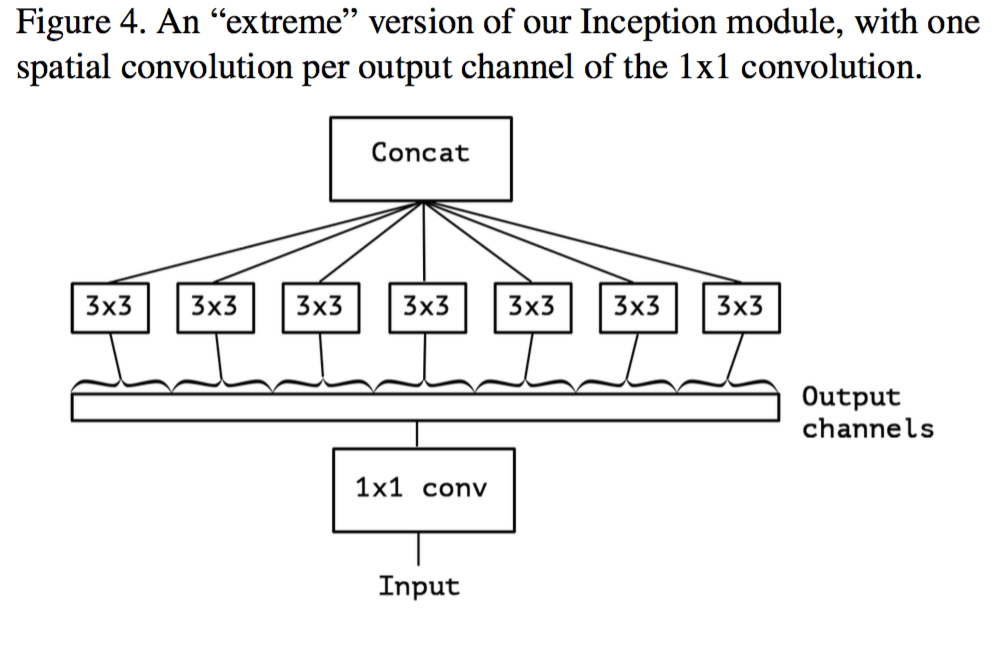 Figure 4. An “extreme” version of our Inception module, with one
spatial convolution per output channel of the 1x1 convolution.
Concat
3x3 3x3 3x3 3x3 3x3 3x3 3x3
Output
channels
1x1 conv
Input